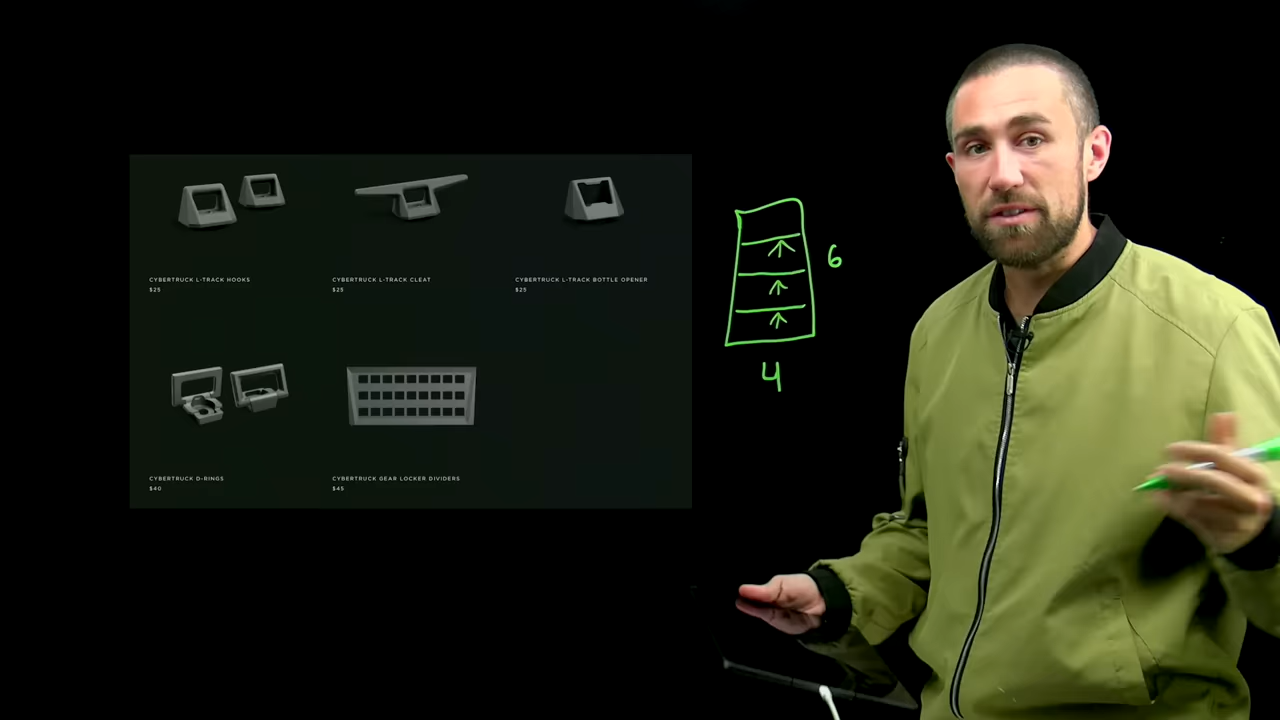 CYBERTRUCK L-TRACK HOOKS
$25
CYBERTRUCK L-TRACK CLEAT
$25
CYBERTRUCK L-TRACK BOTTLE OPENER
$25
CYBERTRUCK D-RINGS
$40
CYBERTRUCK GEAR LOCKER DIVIDERS
$45
6
4